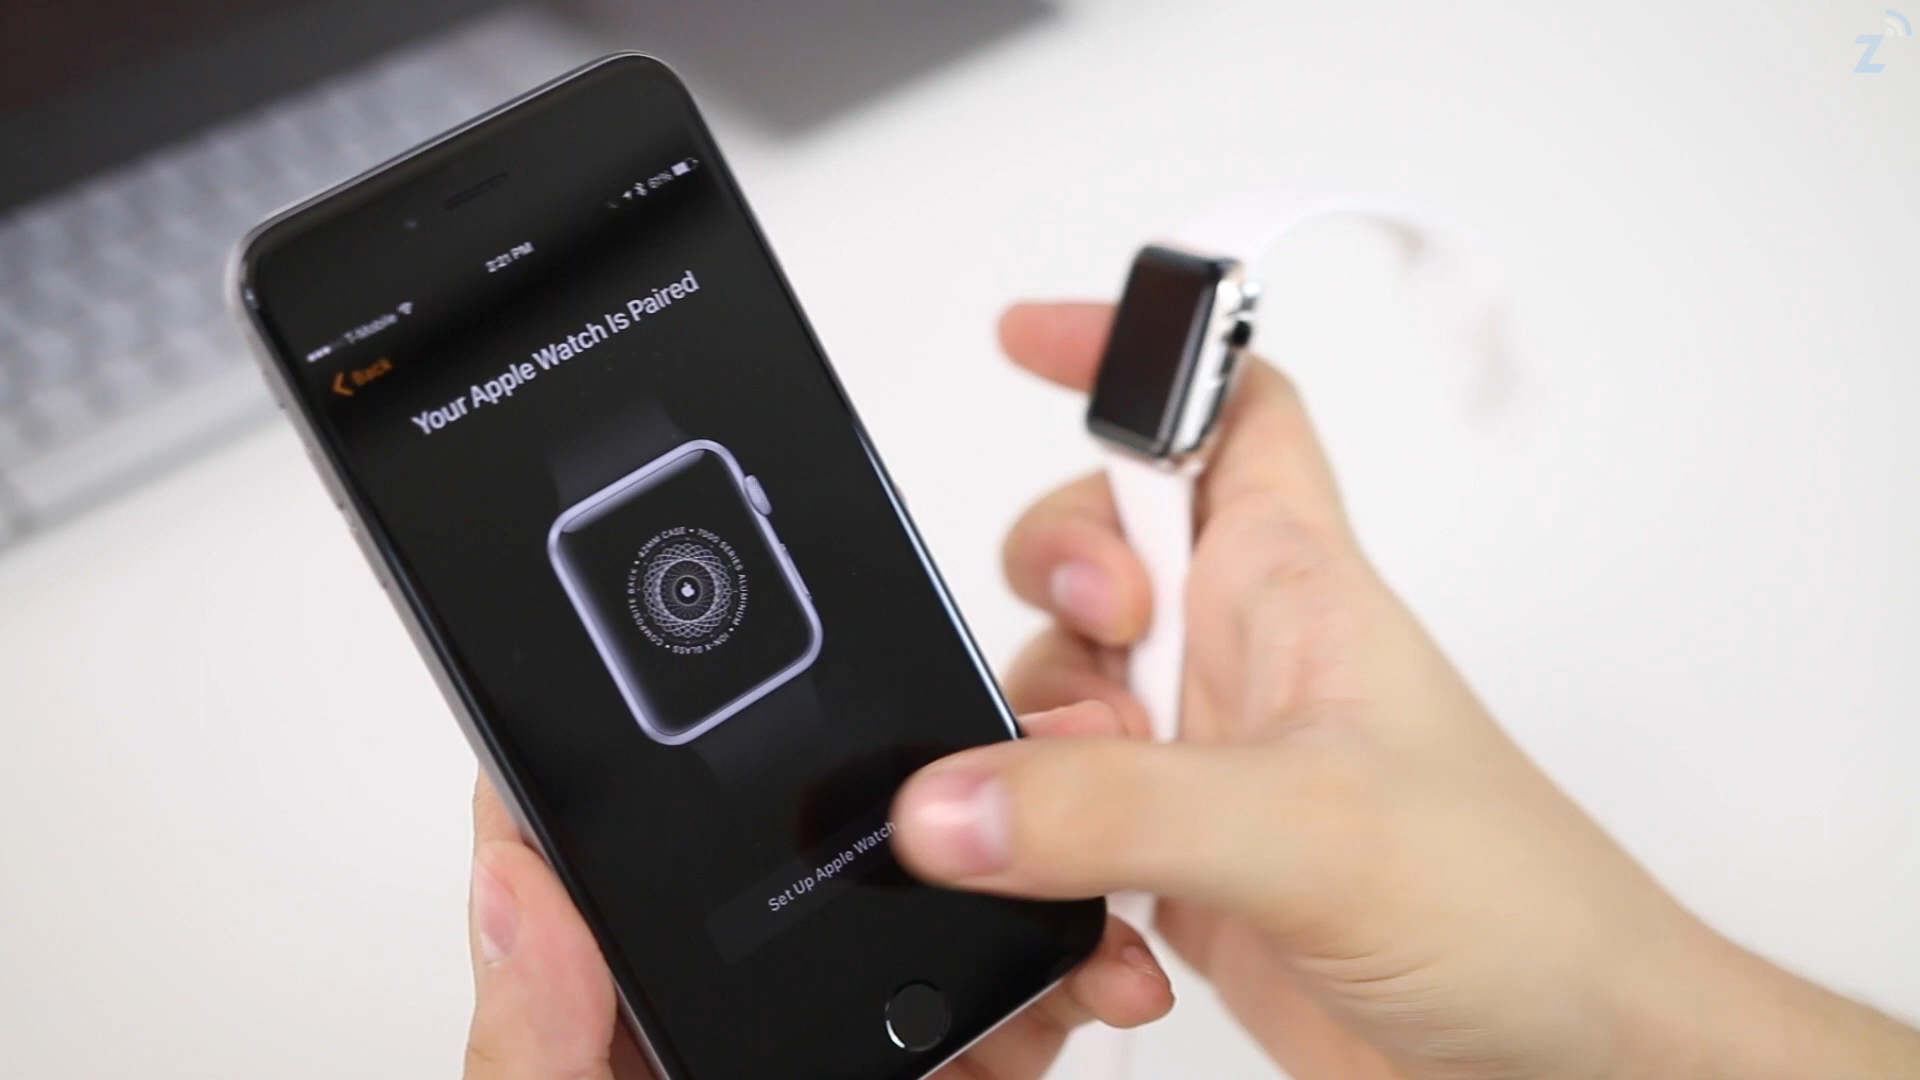 T-Mobile
2:21 PM
61%
Back
Your Apple Watch Is Paired
42MM CASE • 7000 SERIES ALUMINUM • ION-X GLASS • COMPOSITE BACK •
Set Up Apple Watch
Z